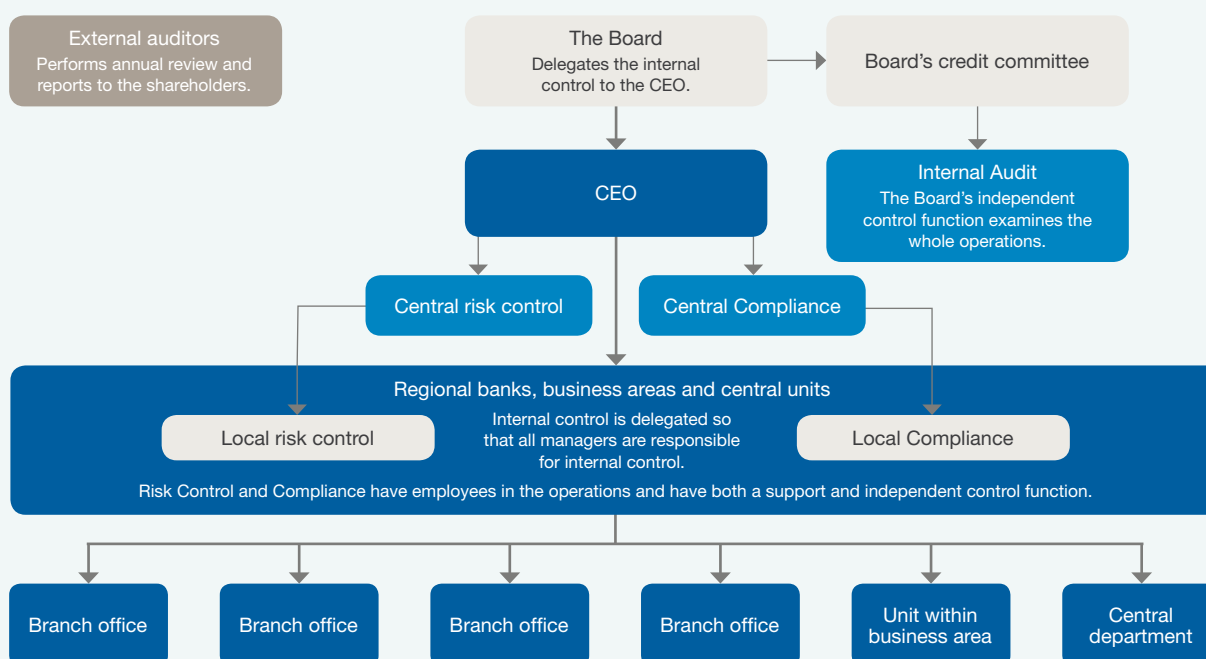 External auditors
Performs annual review and
reports to the shareholders.
The Board
Delegates the internal
control to the CEO.
Board’s credit committee
CEO
Internal Audit
The Board’s independent
control function examines the
whole operations.
Central risk control
Central Compliance
Regional banks, business areas and central units
Local risk control
Internal control is delegated so
that all managers are responsible
for internal control.
Local Compliance
Risk Control and Compliance have employees in the operations and have both a support and independent control function.
Branch office
Branch office
Branch office
Branch office
Unit within
business area
Central
department